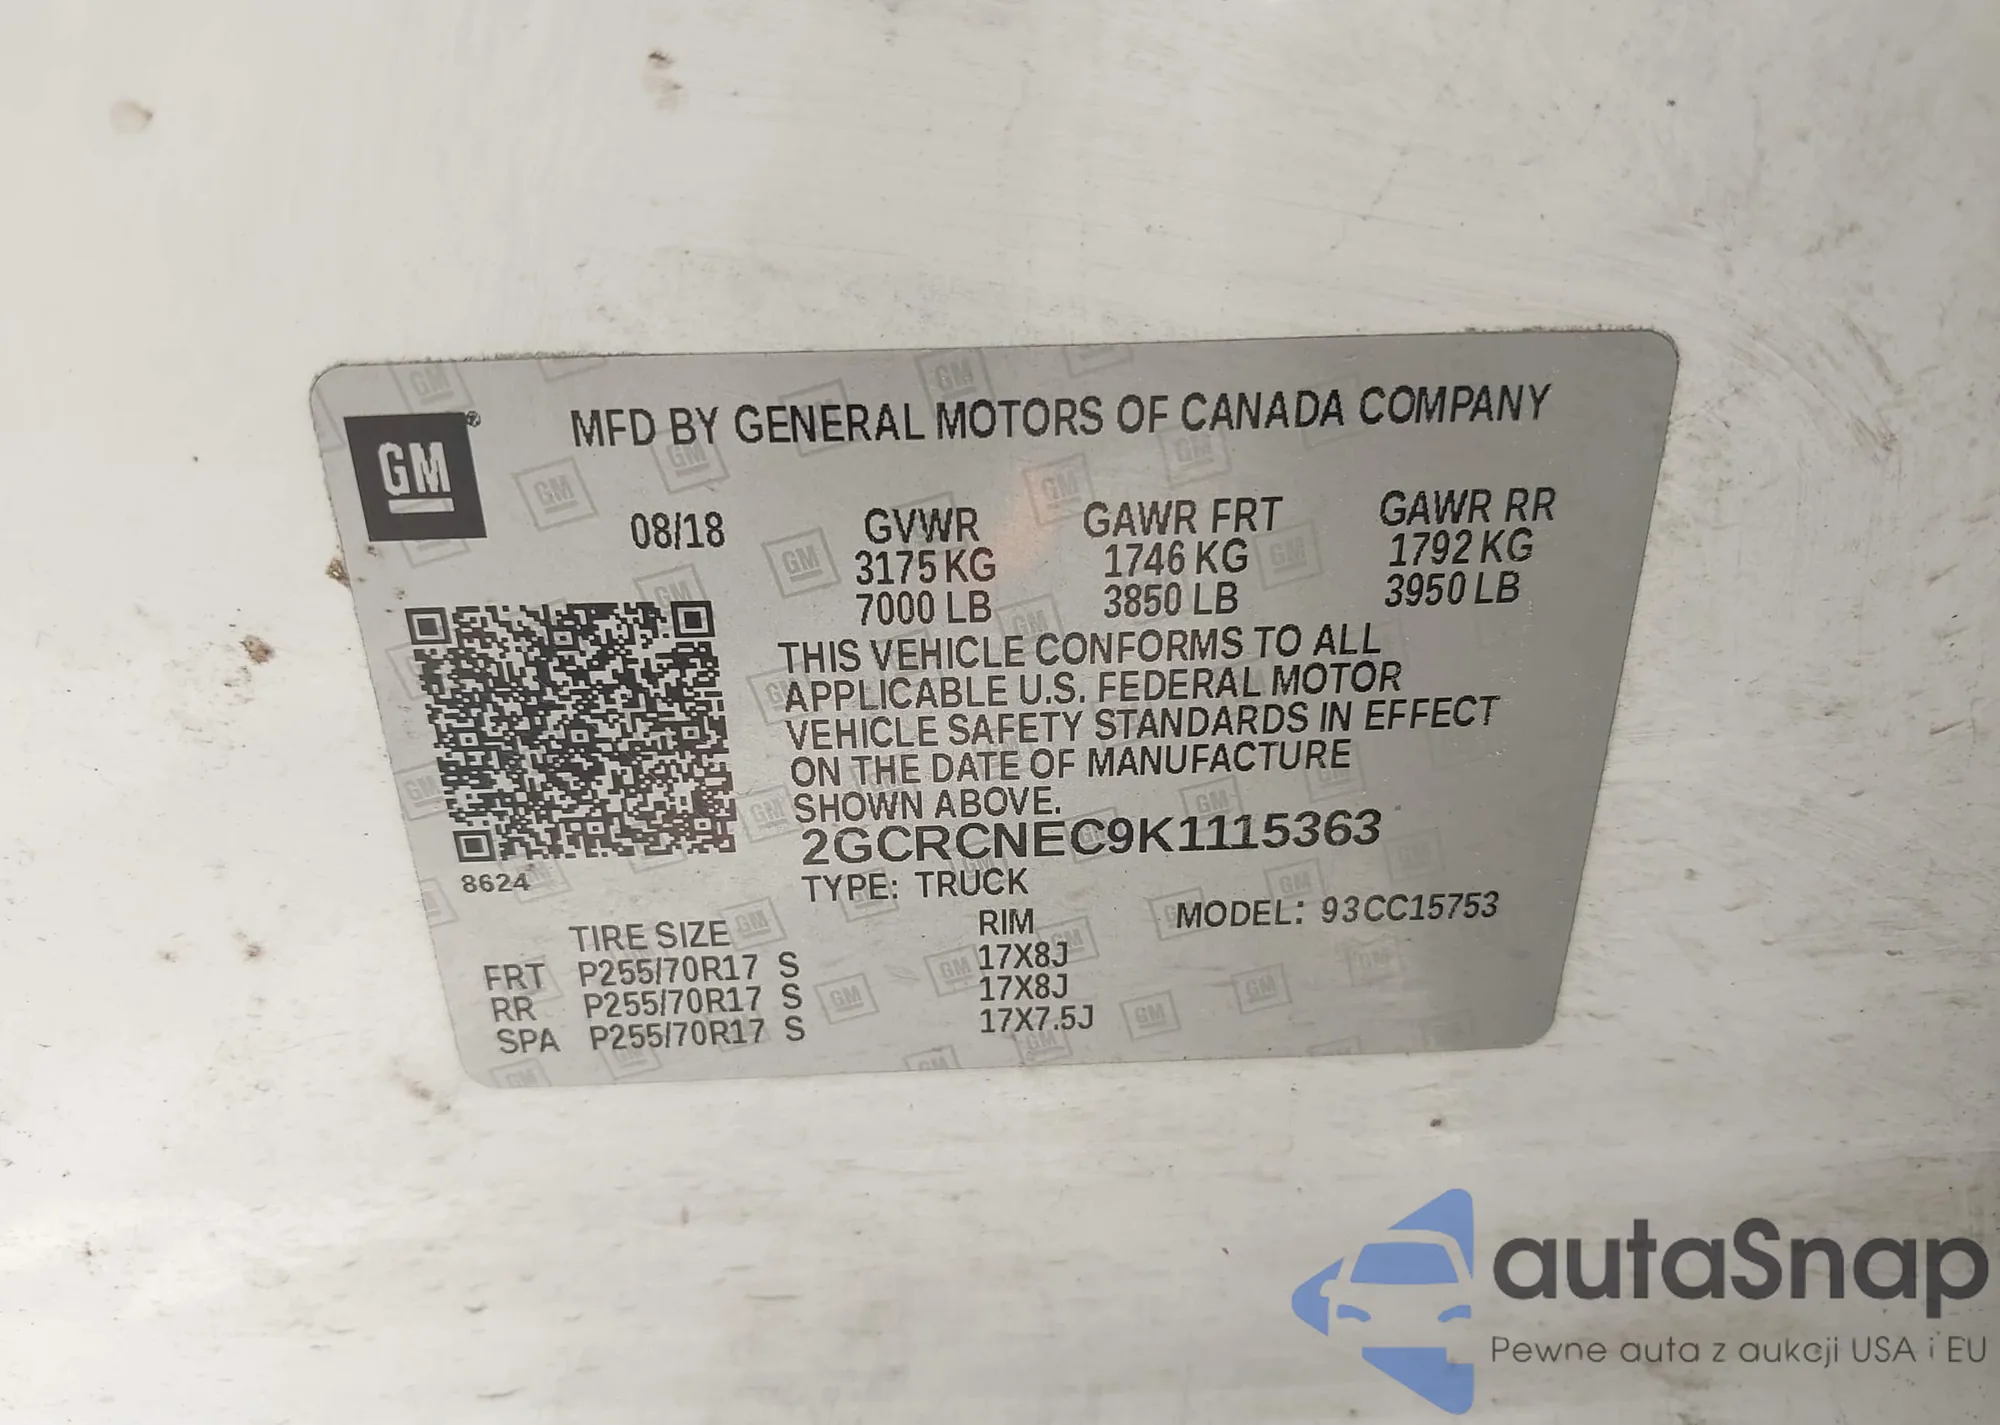 GM®
MFD BY GENERAL MOTORS OF CANADA COMPANY
08/18
GVWR
3175 KG
7000 LB
GAWR FRT
1746 KG
3850 LB
GAWR RR
1792 KG
3950 LB
THIS VEHICLE CONFORMS TO ALL
APPLICABLE U.S. FEDERAL MOTOR
VEHICLE SAFETY STANDARDS IN EFFECT
ON THE DATE OF MANUFACTURE
SHOWN ABOVE.
2GCRCNEC9K1115363
8624
TYPE: TRUCK
MODEL: 93CC15753
TIRE SIZE RIM
FRT P255/70R17 S 17X8J
RR P255/70R17 S 17X8J
SPA P255/70R17 S 17X7.5J
autaSnap
Pewne auta z aukcji USA i EU